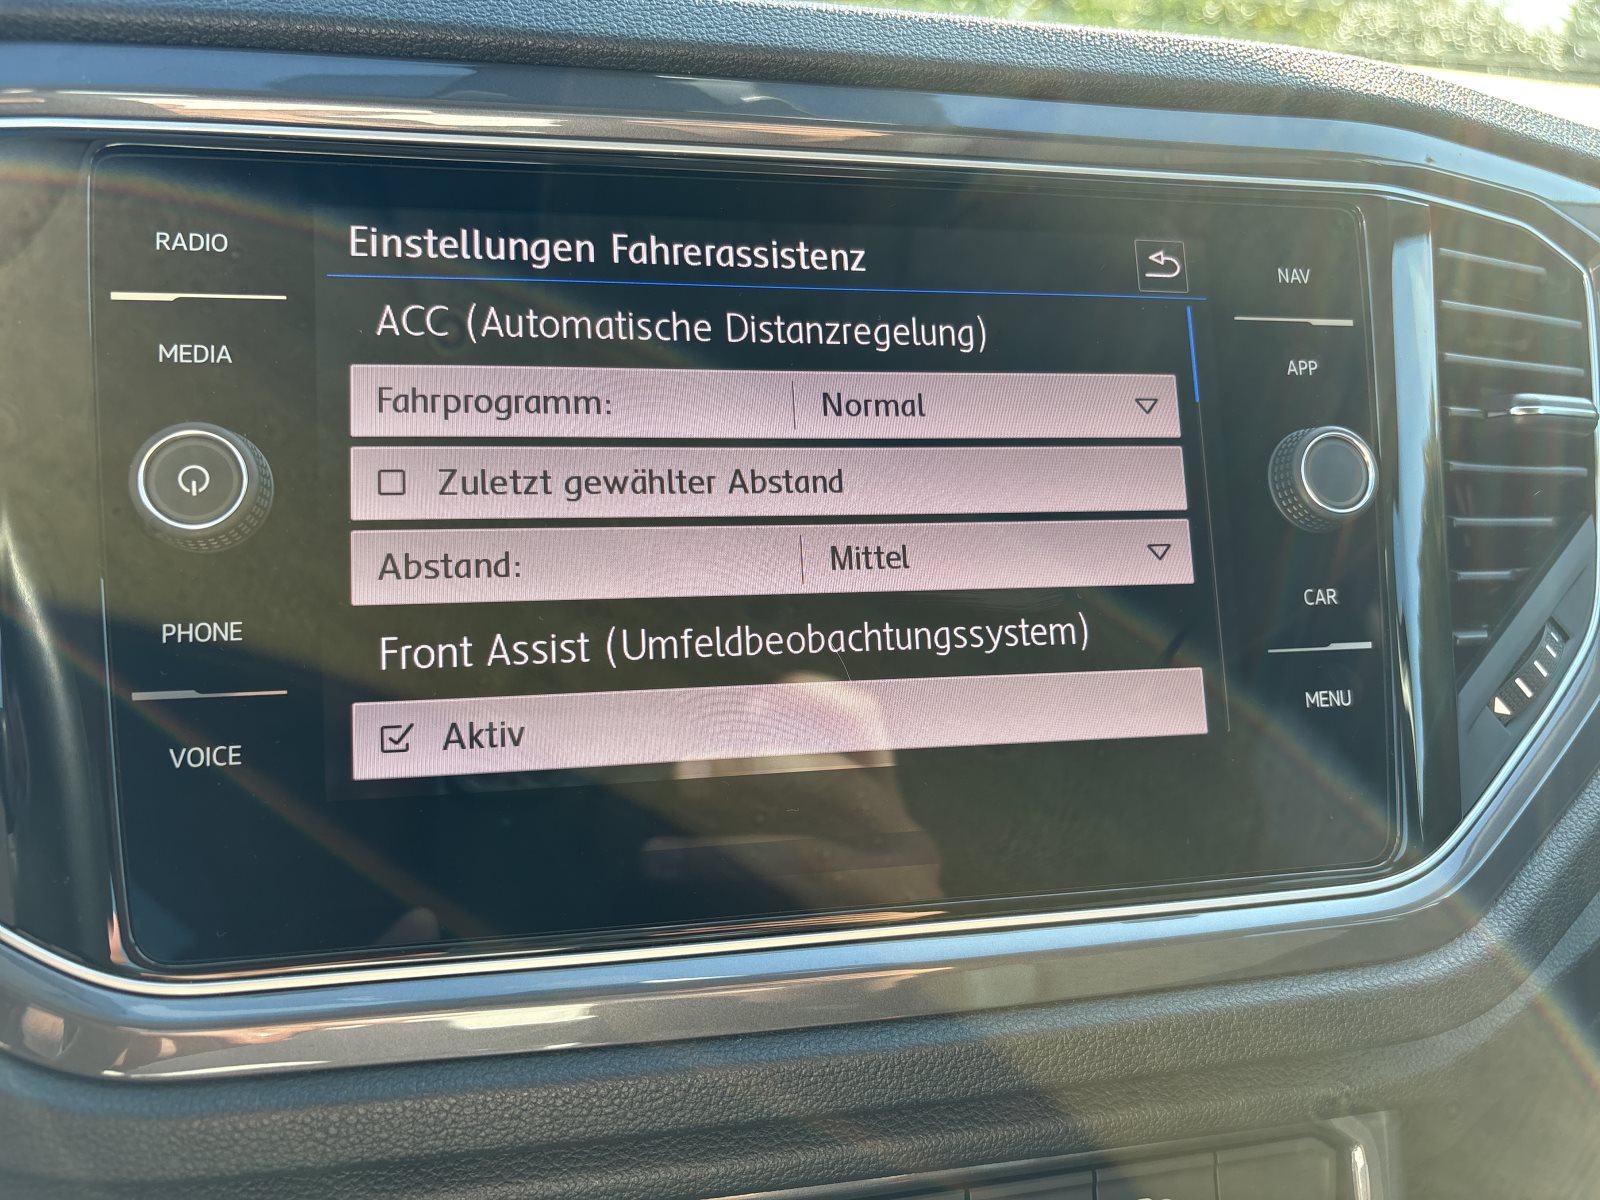 RADIO
MEDIA
PHONE
VOICE
Einstellungen Fahrerassistenz
ACC (Automatische Distanzregelung)
Fahrprogramm: Normal
Zuletzt gewählter Abstand
Abstand: Mittel
Front Assist (Umfeldbeobachtungssystem)
Aktiv
NAV
APP
CAR
MENU